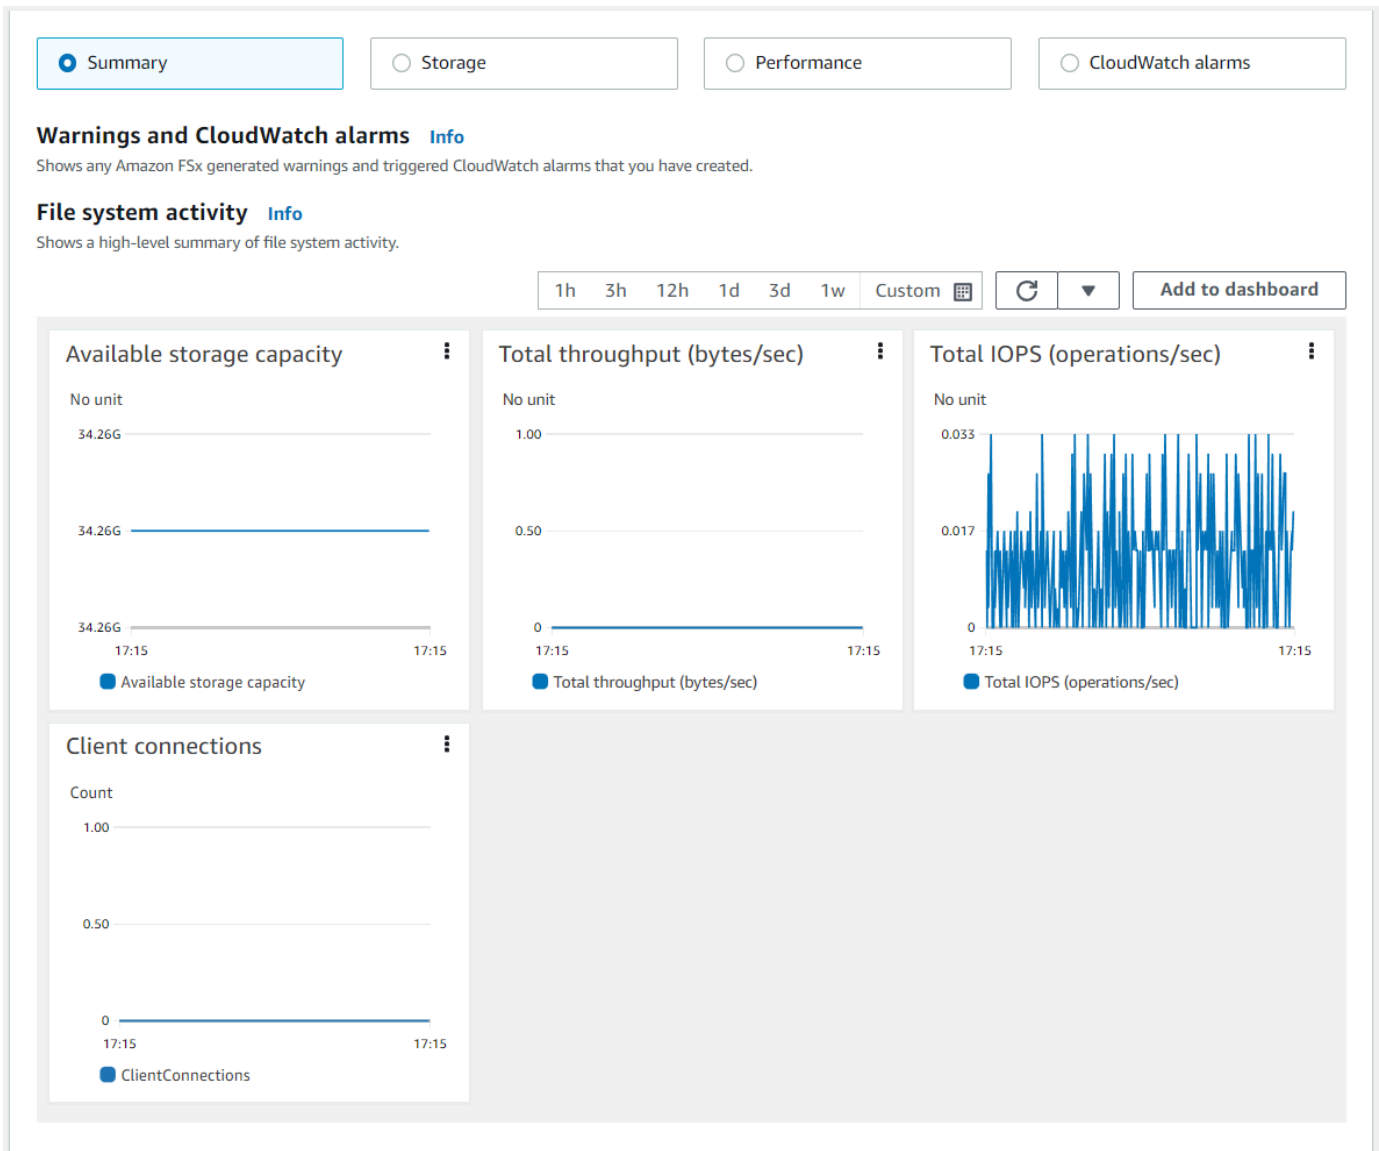 Summary
Storage
Performance
CloudWatch alarms
Warnings and CloudWatch alarms Info
Shows any Amazon FSx generated warnings and triggered CloudWatch alarms that you have created.
File system activity Info
Shows a high-level summary of file system activity.
1h 3h 12h 1d 3d 1w Custom
Add to dashboard
Available storage capacity
No unit
34.26G
34.26G
34.26G
17:15 17:15
Available storage capacity
Total throughput (bytes/sec)
No unit
1.00
0.50
0
17:15 17:15
Total throughput (bytes/sec)
Total IOPS (operations/sec)
No unit
0.033
0.017
0
17:15 17:15
Total IOPS (operations/sec)
Client connections
Count
1.00
0.50
0
17:15 17:15
ClientConnections